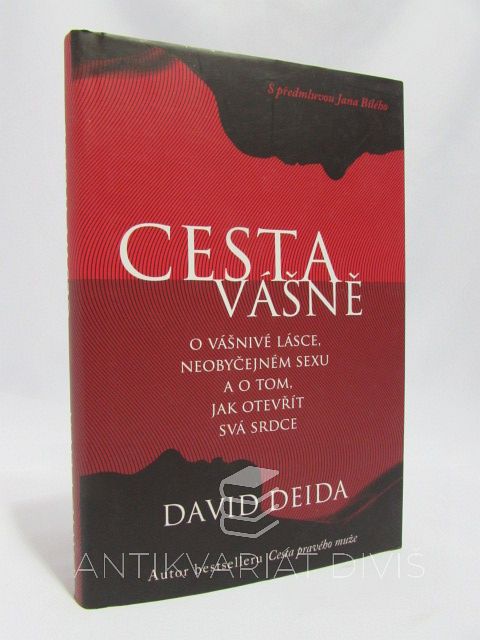 S předmluvou Jana Bílého
CESTA
VÁŠNĚ
O VÁŠNIVÉ LÁSCE,
NEOBYČEJNÉM SEXU
A O TOM,
JAK OTEVŘÍT
SVÁ SRDCE
DAVID DEIDA
Autor bestselleru Cesta pravého muže
ANTIKVARIÁT DIVIŠ